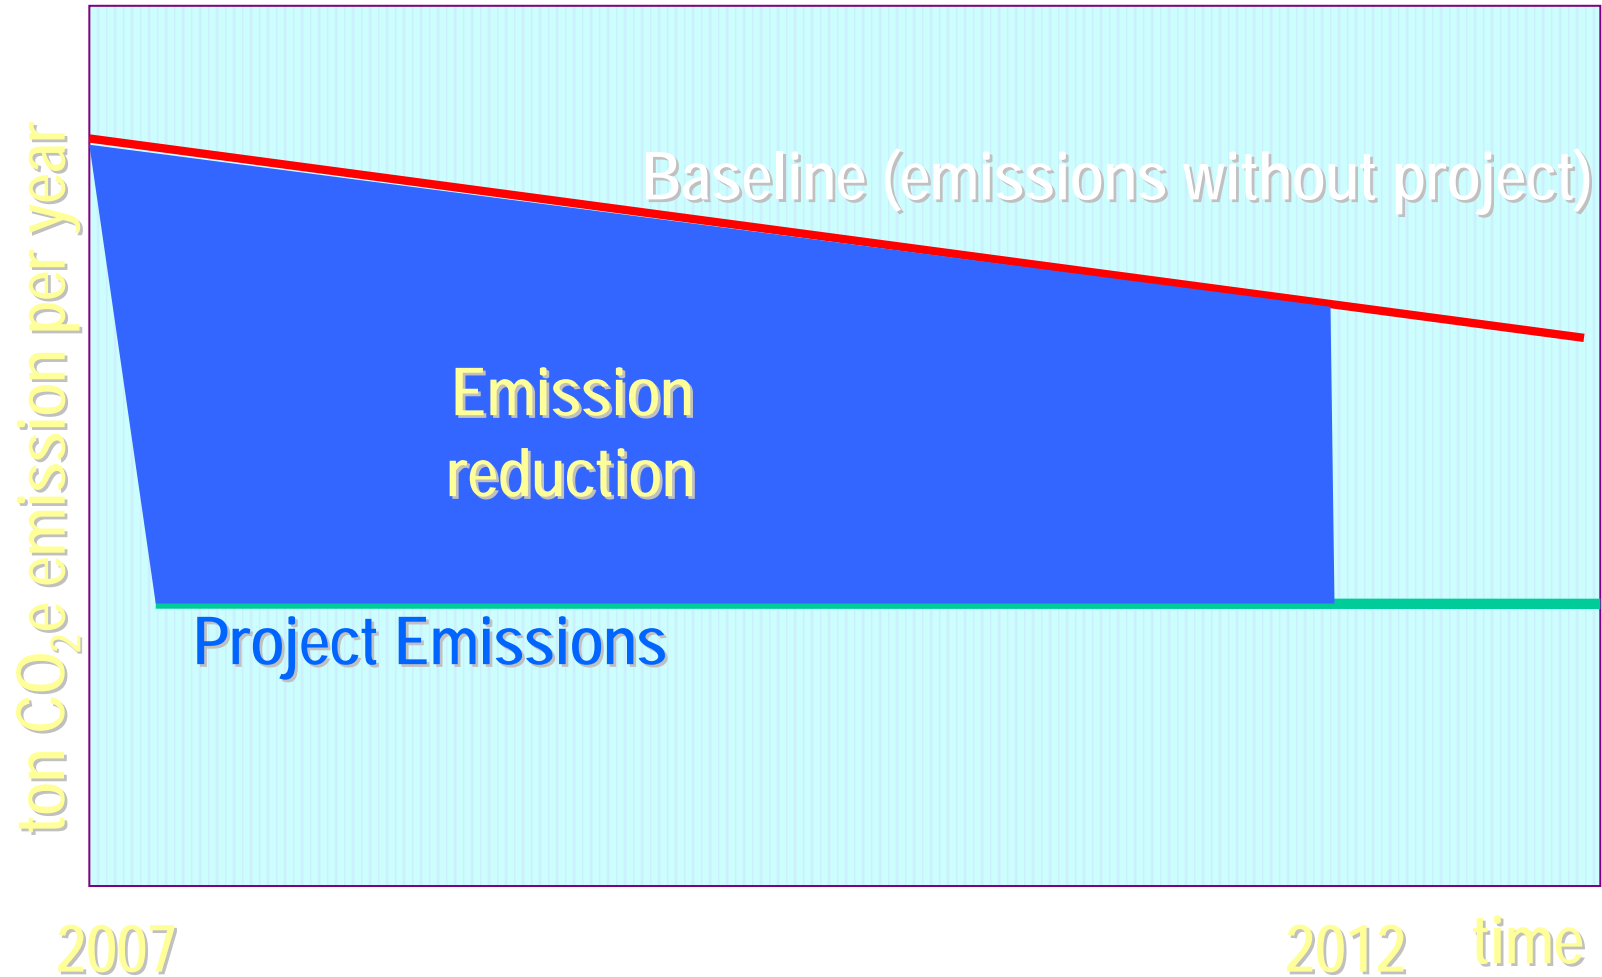 ton CO₂e emission per year
Baseline (emissions without project)
Emission
reduction
Project Emissions
2007
2012
time